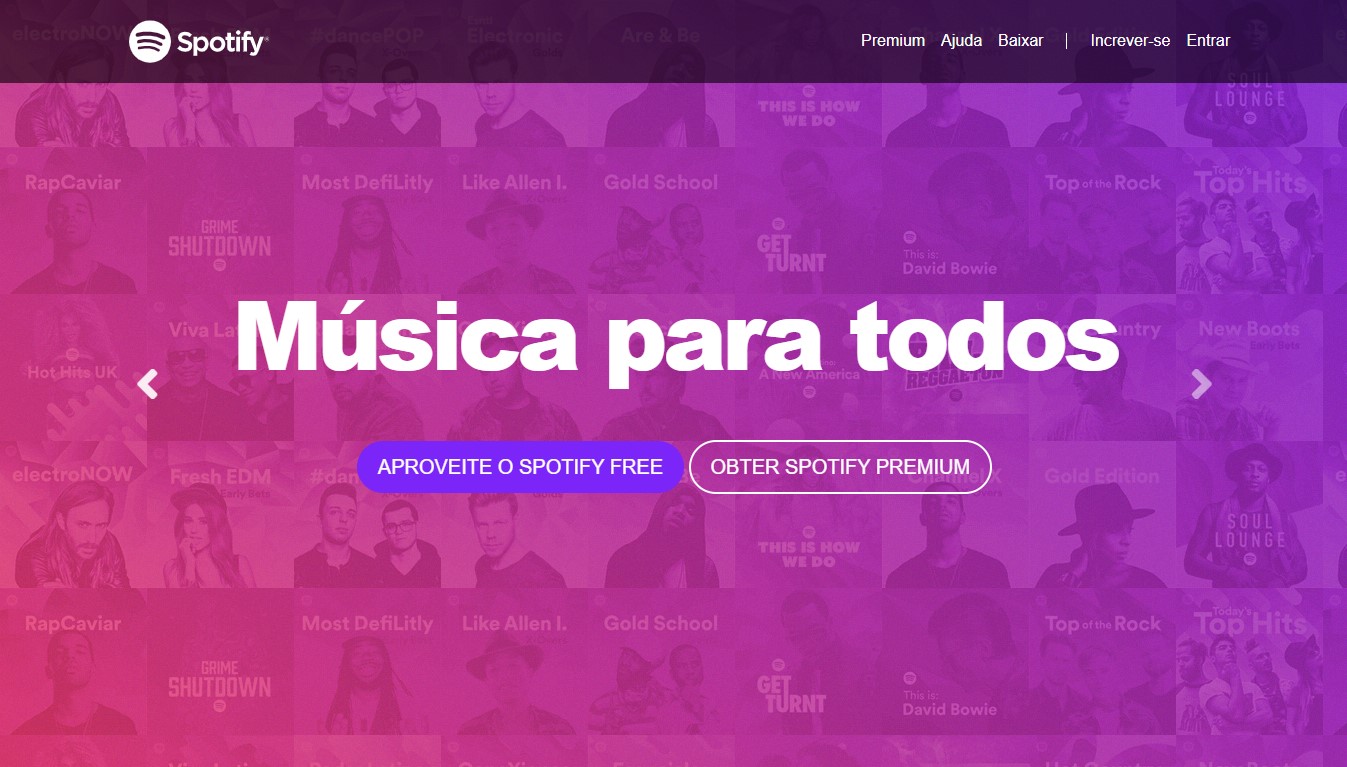 Spotify
Premium Ajuda Baixar | Increver-se Entrar
electroNOW #dancePOP Electronic Are & Be
THIS IS HOW
WE DO
SOUL
LOUNGE
RapCaviar
GRIME
SHUTDOWN
Most DefiLitly
Like Allen I.
Gold School
GET
TURNT
This is:
David Bowie
Top of the Rock
Today's
Top Hits
Música para todos
Hot Hits UK
A New America
REGGAETON
New Boots
Early Bets
APROVEITE O SPOTIFY FREE
OBTER SPOTIFY PREMIUM
electroNOW
Fresh EDM
Early Bets
THIS IS HOW
WE DO
Gold Edition
SOUL
LOUNGE
RapCaviar
GRIME
SHUTDOWN
Most DefiLitly
Like Allen I.
Gold School
GET
TURNT
This is:
David Bowie
Top of the Rock
Today's
Top Hits